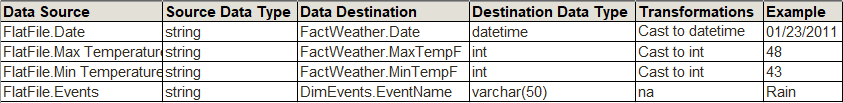 Data Source Source Data Type Data Destination Destination Data Type Transformations Example
FlatFile.Date string FactWeather.Date datetime Cast to datetime 01/23/2011
FlatFile.Max Temperature string FactWeather.MaxTempF int Cast to int 48
FlatFile.Min Temperature string FactWeather.MinTempF int Cast to int 43
FlatFile.Events string DimEvents.EventName varchar(50) na Rain